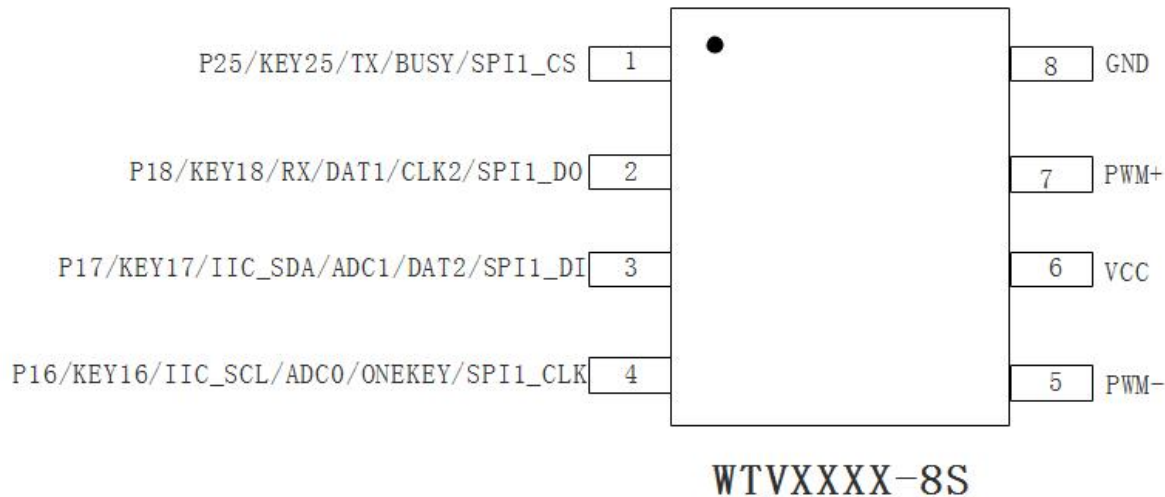 P25/KEY25/TX/BUSY/SPI1_CS 1 8 GND
P18/KEY18/RX/DAT1/CLK2/SPI1_DO 2 7 PWM+
P17/KEY17/IIC_SDA/ADC1/DAT2/SPI1_DI 3 6 VCC
P16/KEY16/IIC_SCL/ADC0/ONEKEY/SPI1_CLK 4 5 PWM-
WTVXXXX-8S